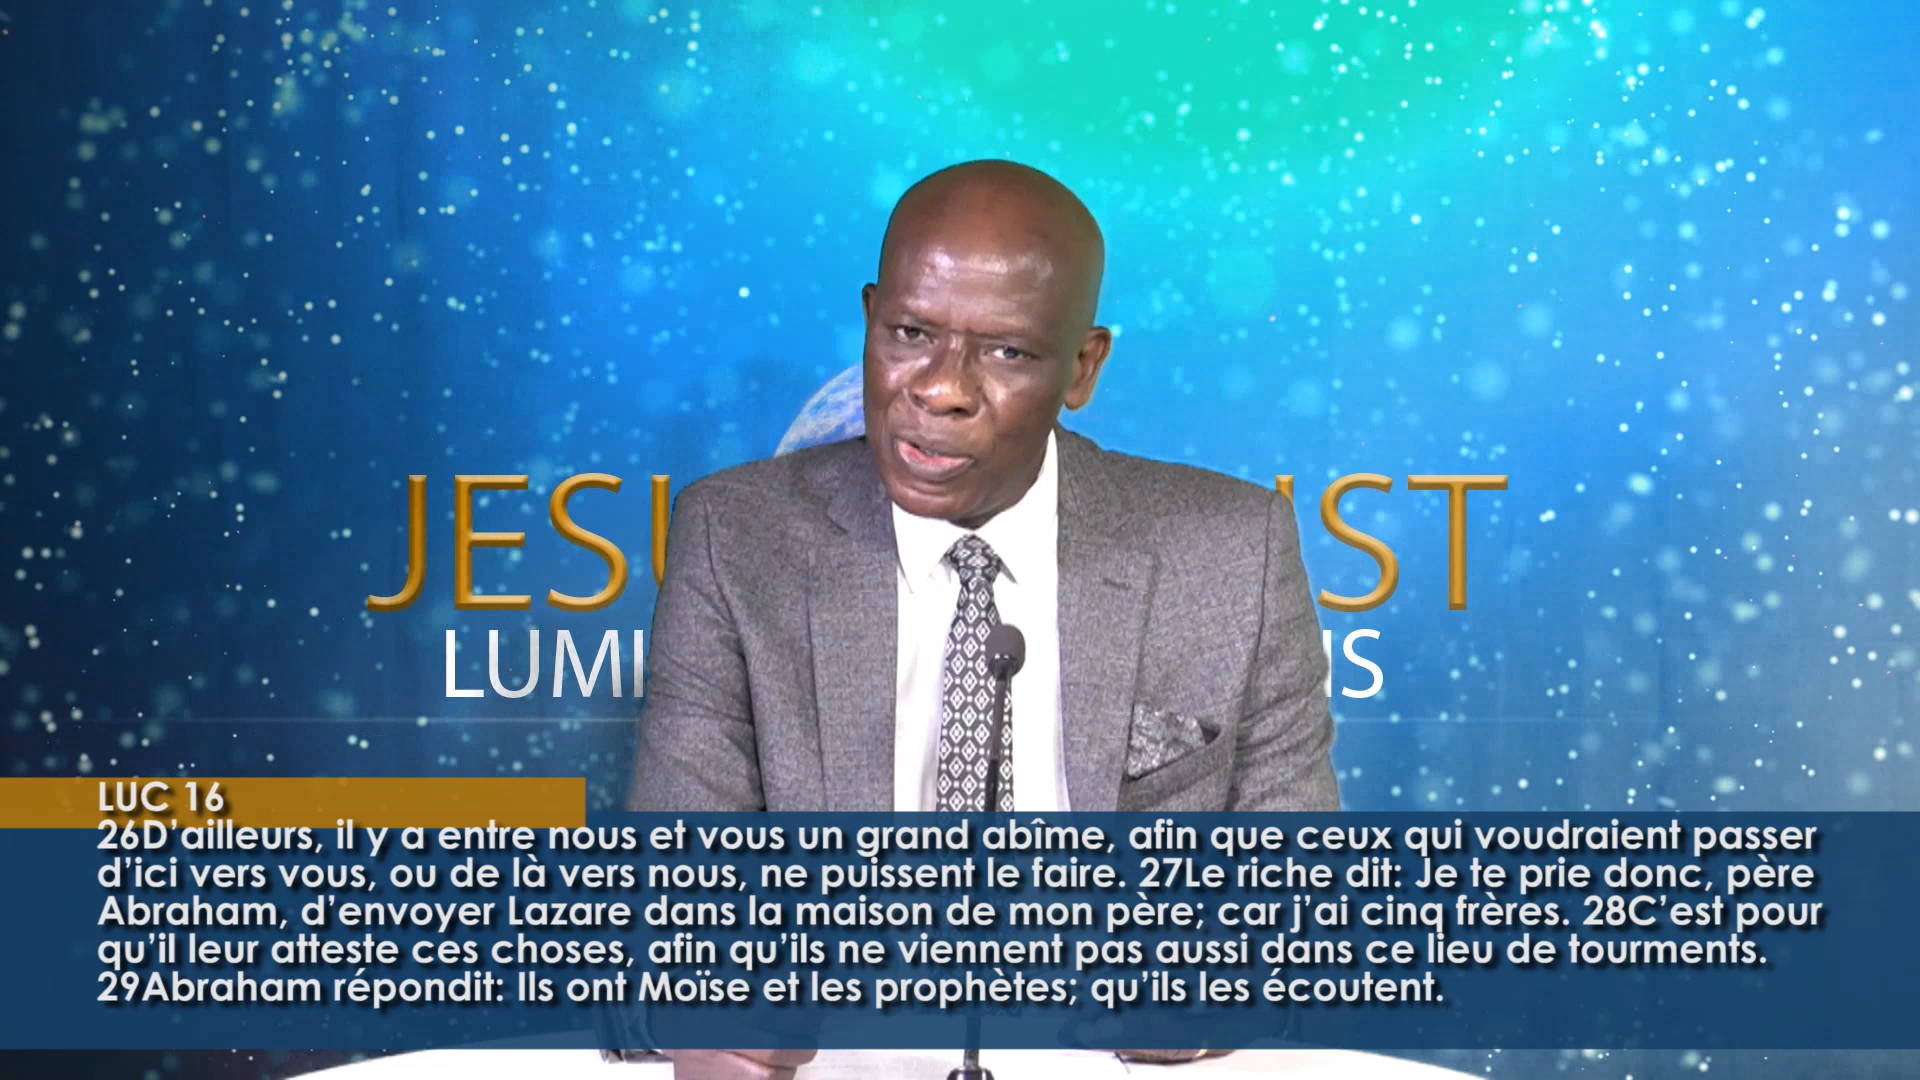 JESU IST
LUMI NS
LUC 16
26D’ailleurs, il y a entre nous et vous un grand abîme, afin que ceux qui voudraient passer
d’ici vers vous, ou de là vers nous, ne puissent le faire. 27Le riche dit: Je te prie donc, père
Abraham, d’envoyer Lazare dans la maison de mon père; car j’ai cinq frères. 28C’est pour
qu’il leur atteste ces choses, afin qu’ils ne viennent pas aussi dans ce lieu de tourments.
29Abraham répondit: Ils ont Moïse et les prophètes; qu’ils les écoutent.